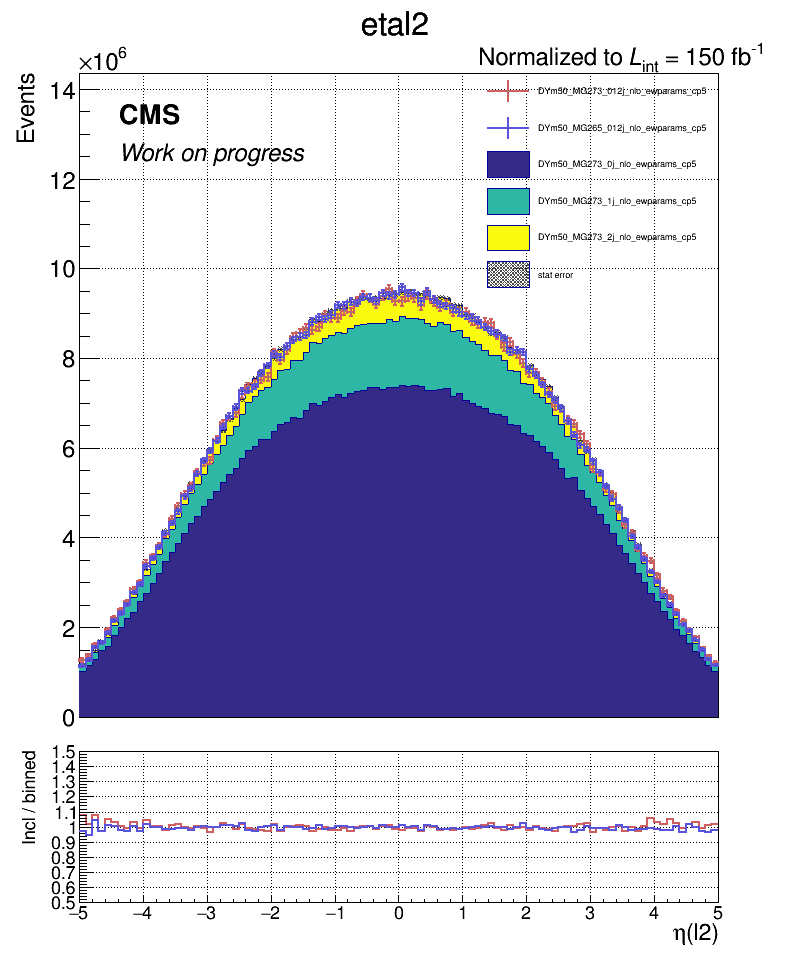 etal2
×10⁶
Normalized to Lint = 150 fb-1
Events
CMS
Work on progress
DYm50_MG273_012j_nlo_ewparams_cp5
DYm50_MG265_012j_nlo_ewparams_cp5
DYm50_MG273_0j_nlo_ewparams_cp5
DYm50_MG273_1j_nlo_ewparams_cp5
DYm50_MG273_2j_nlo_ewparams_cp5
stat error
14
12
10
8
6
4
2
0
Incl / binned
1.5
1.4
1.3
1.2
1.1
1
0.9
0.8
0.7
0.6
0.5
−5 −4 −3 −2 −1 0 1 2 3 4 5
η(l2)